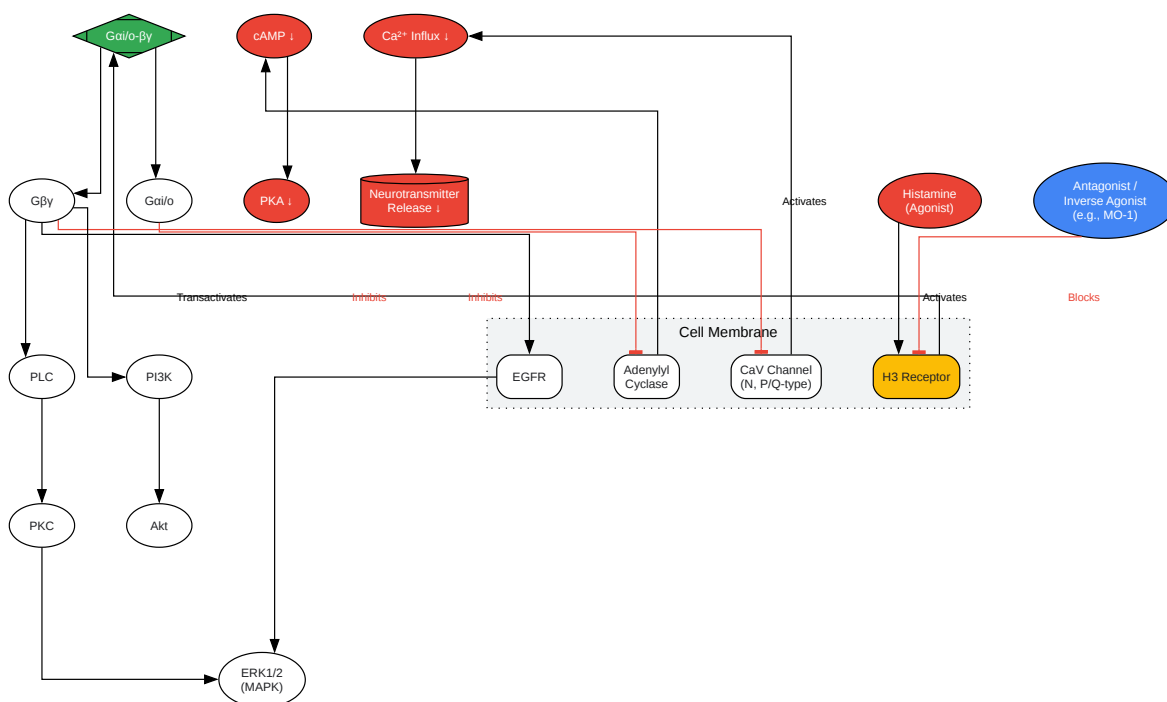 Gαi/o-βγ
cAMP ↓
Ca²⁺ Influx ↓
Gβγ
Gαi/o
PKA ↓
Neurotransmitter
Release ↓
Activates
Histamine
(Agonist)
Antagonist /
Inverse Agonist
(e.g., MO-1)
Transactivates
Inhibits
Inhibits
Activates
Blocks
Cell Membrane
PLC
PI3K
EGFR
Adenylyl
Cyclase
CaV Channel
(N, P/Q-type)
H3 Receptor
PKC
Akt
ERK1/2
(MAPK)